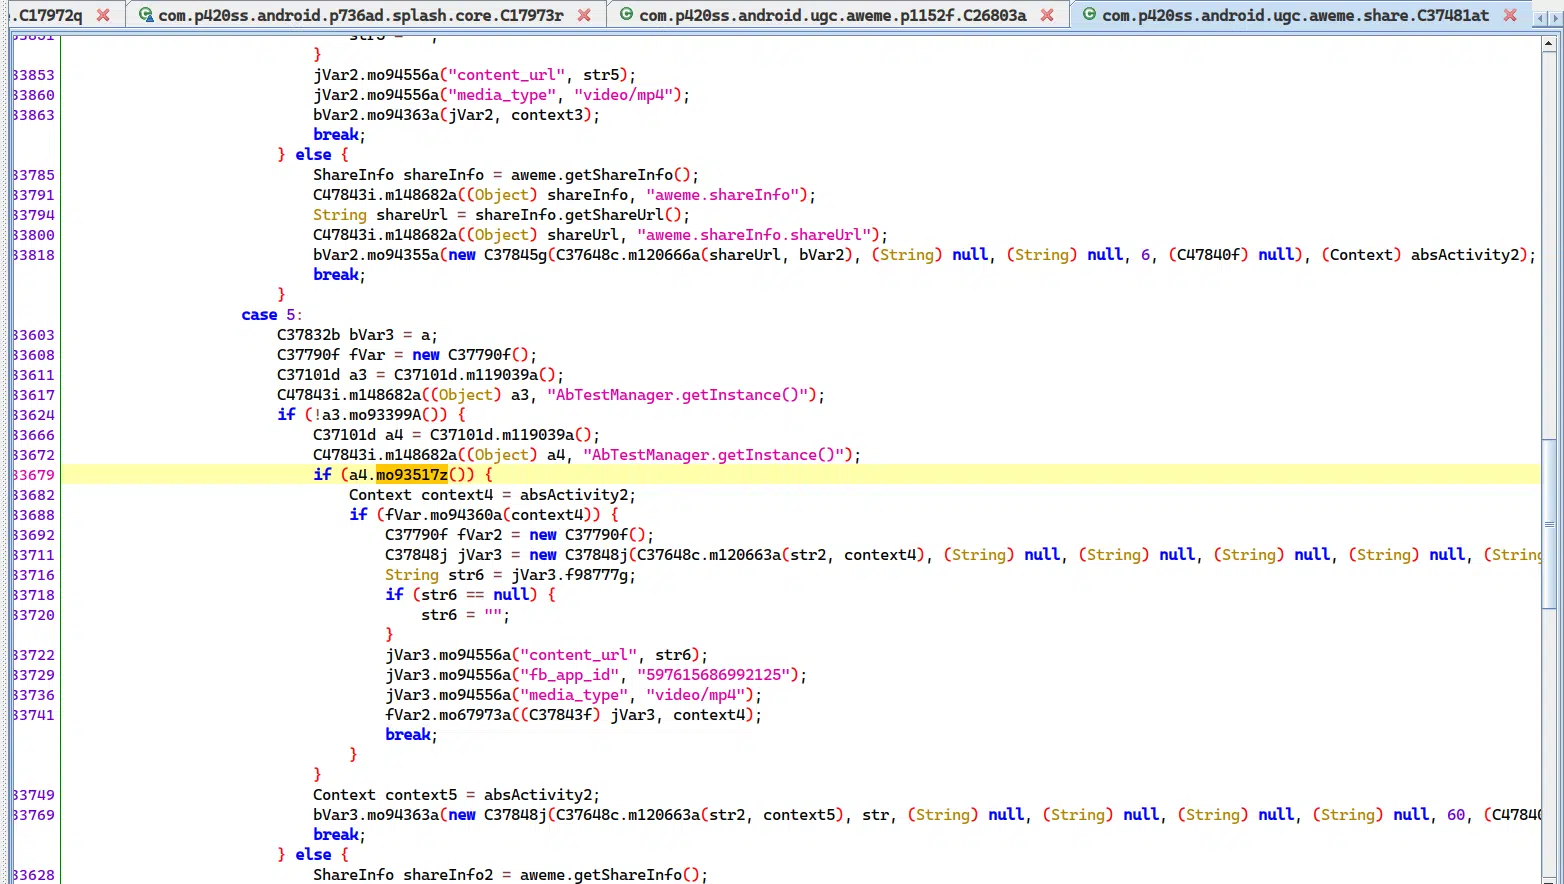 .C17972q com.p420ss.android.p736ad.splash.core.C17973r com.p420ss.android.ugc.aweme.p1152f.C26803a com.p420ss.android.ugc.aweme.share.C37481at
}
33853 jVar2.mo94556a("content_url", str5);
33860 jVar2.mo94556a("media_type", "video/mp4");
33863 bVar2.mo94363a(jVar2, context3);
break;
} else {
33785 ShareInfo shareInfo = aweme.getShareInfo();
33791 C47843i.m148682a((Object) shareInfo, "aweme.shareInfo");
33794 String shareUrl = shareInfo.getShareUrl();
33800 C47843i.m148682a((Object) shareUrl, "aweme.shareInfo.shareUrl");
33818 bVar2.mo94355a(new C37845g(C37648c.m120666a(shareUrl, bVar2), (String) null, (String) null, 6, (C47840f) null), (Context) absActivity2);
break;
}
case 5:
33603 C37832b bVar3 = a;
33608 C37790f fVar = new C37790f();
33611 C37101d a3 = C37101d.m119039a();
33617 C47843i.m148682a((Object) a3, "AbTestManager.getInstance()");
33624 if (!a3.mo93399A()) {
33666 C37101d a4 = C37101d.m119039a();
33672 C47843i.m148682a((Object) a4, "AbTestManager.getInstance()");
33679 if (a4.mo93517z()) {
33682 Context context4 = absActivity2;
33688 if (fVar.mo94360a(context4)) {
33692 C37790f fVar2 = new C37790f();
33711 C37848j jVar3 = new C37848j(C37648c.m120663a(str2, context4), (String) null, (String) null, (String) null, (String) null, (String
33716 String str6 = jVar3.f98777g;
33718 if (str6 == null) {
33720 str6 = "";
}
33722 jVar3.mo94556a("content_url", str6);
33729 jVar3.mo94556a("fb_app_id", "597615686992125");
33736 jVar3.mo94556a("media_type", "video/mp4");
33741 fVar2.mo67973a((C37843f) jVar3, context4);
break;
}
}
33749 Context context5 = absActivity2;
33769 bVar3.mo94363a(new C37848j(C37648c.m120663a(str2, context5), str, (String) null, (String) null, (String) null, (String) null, 60, (C4784
break;
} else {
33628 ShareInfo shareInfo2 = aweme.getShareInfo();